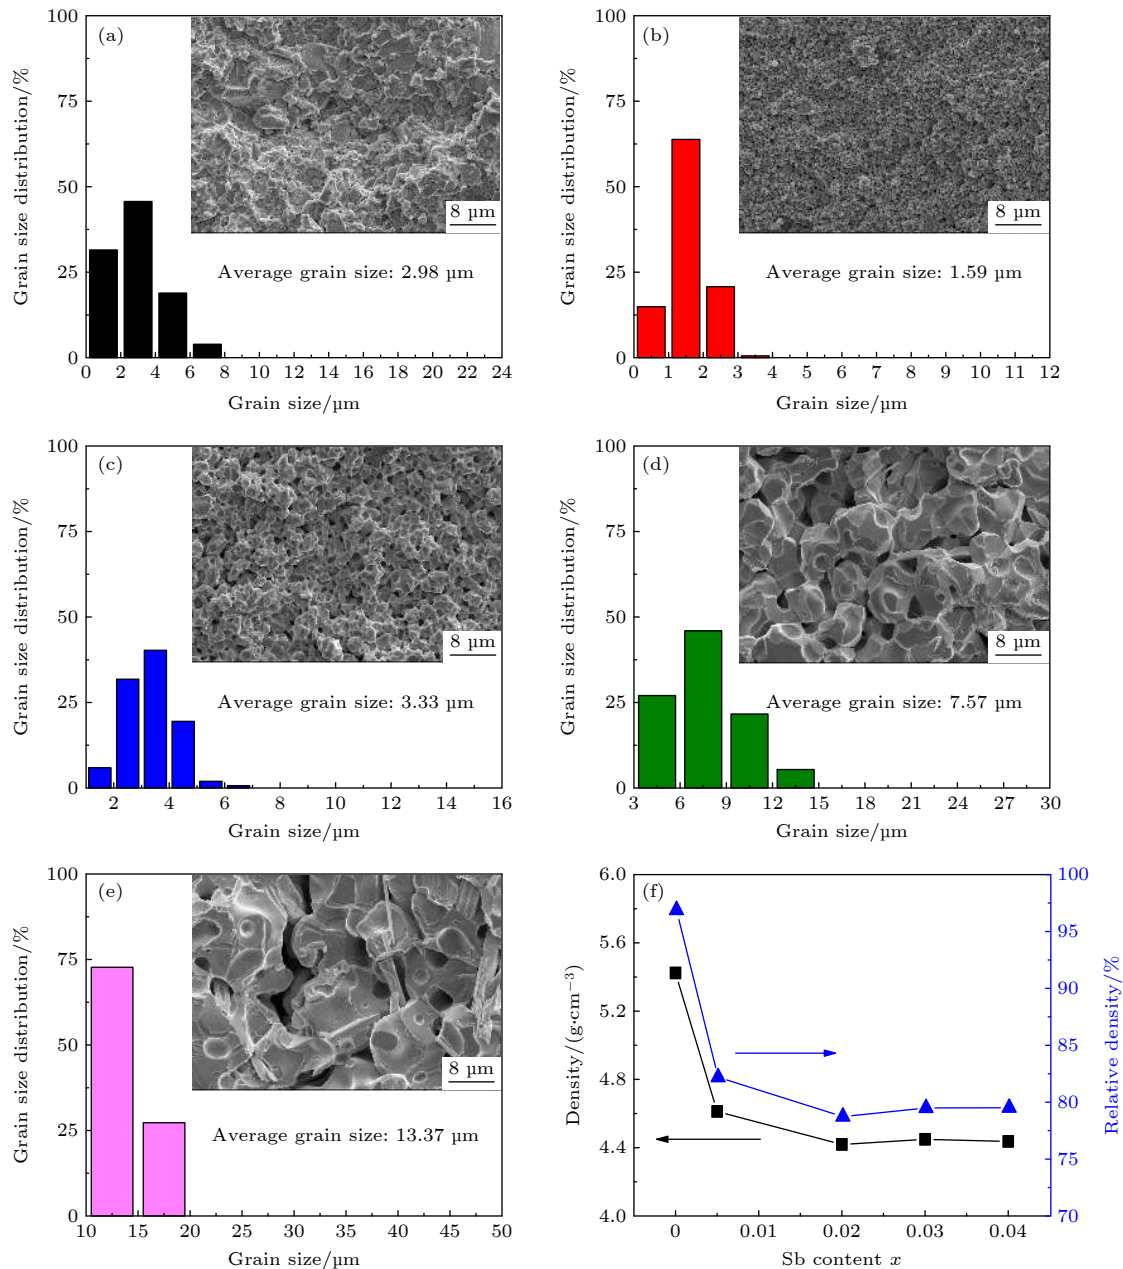 (a)
100
75
50
25
0
Grain size distribution/%
8 µm
Average grain size: 2.98 µm
0 2 4 6 8 10 12 14 16 18 20 22 24
Grain size/µm
(b)
100
75
50
25
0
Grain size distribution/%
8 µm
Average grain size: 1.59 µm
0 1 2 3 4 5 6 7 8 9 10 11 12
Grain size/µm
(c)
100
75
50
25
0
Grain size distribution/%
8 µm
Average grain size: 3.33 µm
2 4 6 8 10 12 14 16
Grain size/µm
(d)
100
75
50
25
0
Grain size distribution/%
8 µm
Average grain size: 7.57 µm
3 6 9 12 15 18 21 24 27 30
Grain size/µm
(e)
100
75
50
25
0
Grain size distribution/%
8 µm
Average grain size: 13.37 µm
10 15 20 25 30 35 40 45 50
Grain size/µm
(f)
6.0
5.6
5.2
4.8
4.4
4.0
Density/(g·cm⁻³)
100
95
90
85
80
75
70
Relative density/%
0 0.01 0.02 0.03 0.04
Sb content x